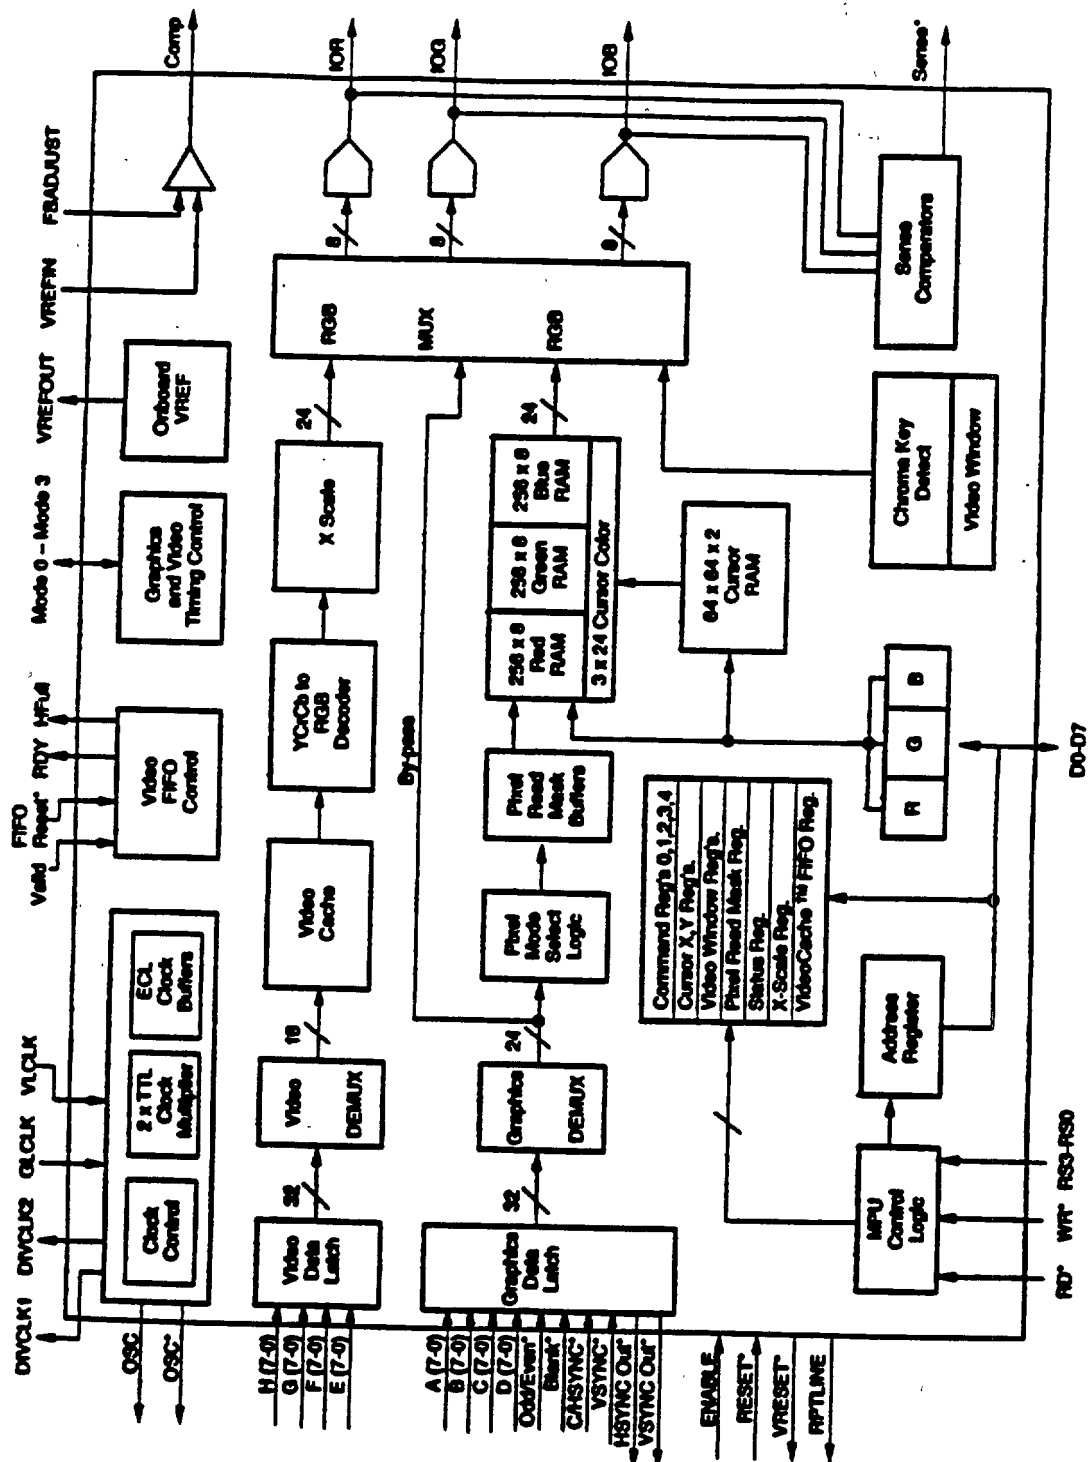 DIVCLK1
DIVCLK2
GLCLK
VLCLK
Valid
FIFO
Reset*
RDY
HFull
Mode 0 – Mode 3
VREFOUT
VREFIN
FBADJUST
Comp
OSC
OSC*
Clock
Control
2 x TTL
Clock
Multiplier
ECL
Clock
Buffers
Video
FIFO
Control
Graphics
and Video
Timing Control
Onboard
VREF
H (7-0)
G (7-0)
F (7-0)
E (7-0)
Video
Data
Latch
32
Video
DEMUX
16
Video
Cache
YCrCb to
RGB
Decoder
X Scale
24
RGB
MUX
RGB
8
8
8
IOR
IOG
IOB
By-pass
A (7-0)
B (7-0)
C (7-0)
D (7-0)
Odd/Even*
Blank*
C/HSYNC*
VSYNC*
HSYNC Out*
VSYNC Out*
Graphics
Data
Latch
32
Graphics
DEMUX
24
Pixel
Mode
Select
Logic
Pixel
Read
Mask
Buffers
256 x 8
Red
RAM
256 x 8
Green
RAM
256 x 8
Blue
RAM
3 x 24 Cursor Color
24
64 x 64 x 2
Cursor
RAM
ENABLE
RESET*
VRESET*
RPTLINE
Command Reg's 0,1,2,3,4
Cursor X,Y Reg's.
Video Window Reg's.
Pixel Read Mask Reg.
Status Reg.
X-Scale Reg.
VideoCache™ FIFO Reg.
Chroma Key
Detect
Video Window
Sense
Comparators
Sense*
MPU
Control
Logic
Address
Register
R
G
B
RD*
WR*
RS3-RS0
D0-D7